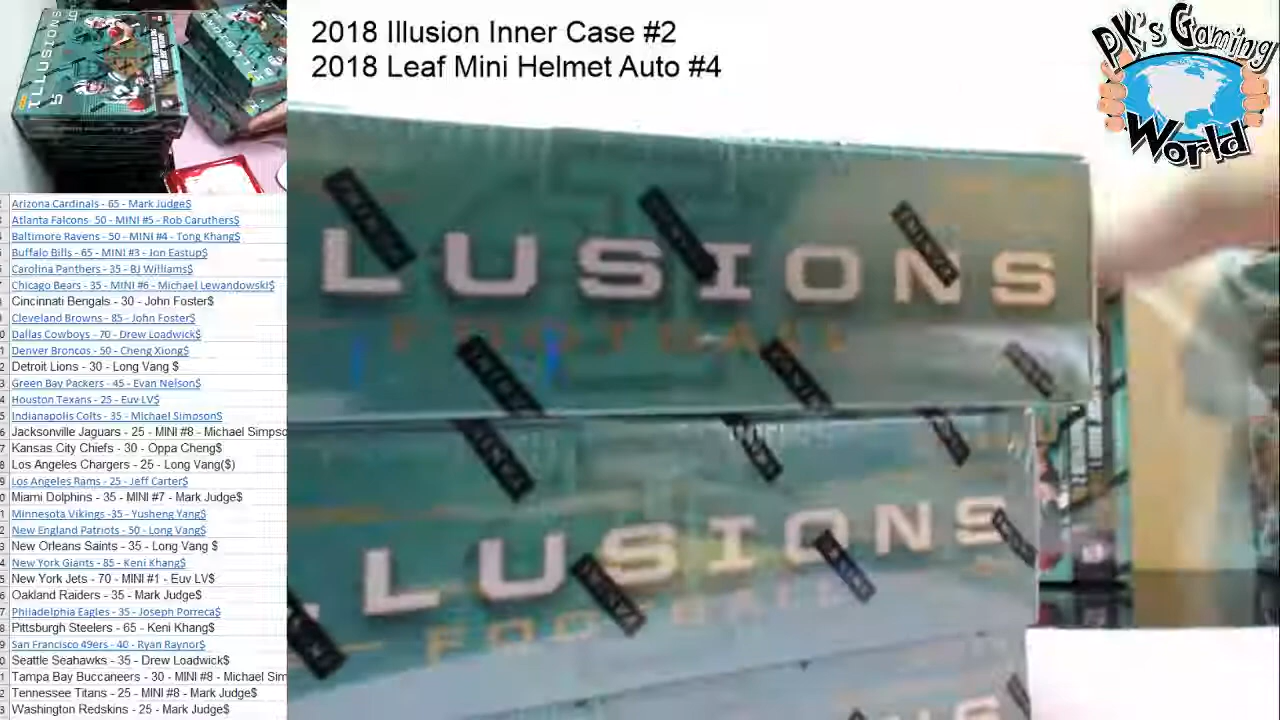 2018 Illusion Inner Case #2
2018 Leaf Mini Helmet Auto #4
PK's Gaming
World
ILLUSIONS
LUSIONS
FOOTBALL
LUSIONS
FOOTBALL
Arizona Cardinals - 65 - Mark Judge$
Atlanta Falcons- 50 - MINI #5 - Rob Caruthers$
Baltimore Ravens - 50 - MINI #4 - Tong Khang$
Buffalo Bills - 65 - MINI #3 - Jon Eastup$
Carolina Panthers - 35 - BJ Williams$
Chicago Bears - 35 - MINI #6 - Michael Lewandowski$
Cincinnati Bengals - 30 - John Foster$
Cleveland Browns - 85 - John Foster$
Dallas Cowboys - 70 - Drew Loadwick$
Denver Broncos - 50 - Cheng Xiong$
Detroit Lions - 30 - Long Vang $
Green Bay Packers - 45 - Evan Nelson$
Houston Texans - 25 - Euv LV$
Indianapolis Colts - 35 - Michael Simpson$
Jacksonville Jaguars - 25 - MINI #8 - Michael Simpso
Kansas City Chiefs - 30 - Oppa Cheng$
Los Angeles Chargers - 25 - Long Vang($)
Los Angeles Rams - 25 - Jeff Carter$
Miami Dolphins - 35 - MINI #7 - Mark Judge$
Minnesota Vikings -35 - Yusheng Yang$
New England Patriots - 50 - Long Vang$
New Orleans Saints - 35 - Long Vang $
New York Giants - 85 - Keni Khang$
New York Jets - 70 - MINI #1 - Euv LV$
Oakland Raiders - 35 - Mark Judge$
Philadelphia Eagles - 35 - Joseph Porreca$
Pittsburgh Steelers - 65 - Keni Khang$
San Francisco 49ers - 40 - Ryan Raynor$
Seattle Seahawks - 35 - Drew Loadwick$
Tampa Bay Buccaneers - 30 - MINI #8 - Michael Sim
Tennessee Titans - 25 - MINI #8 - Mark Judge$
Washington Redskins - 25 - Mark Judge$